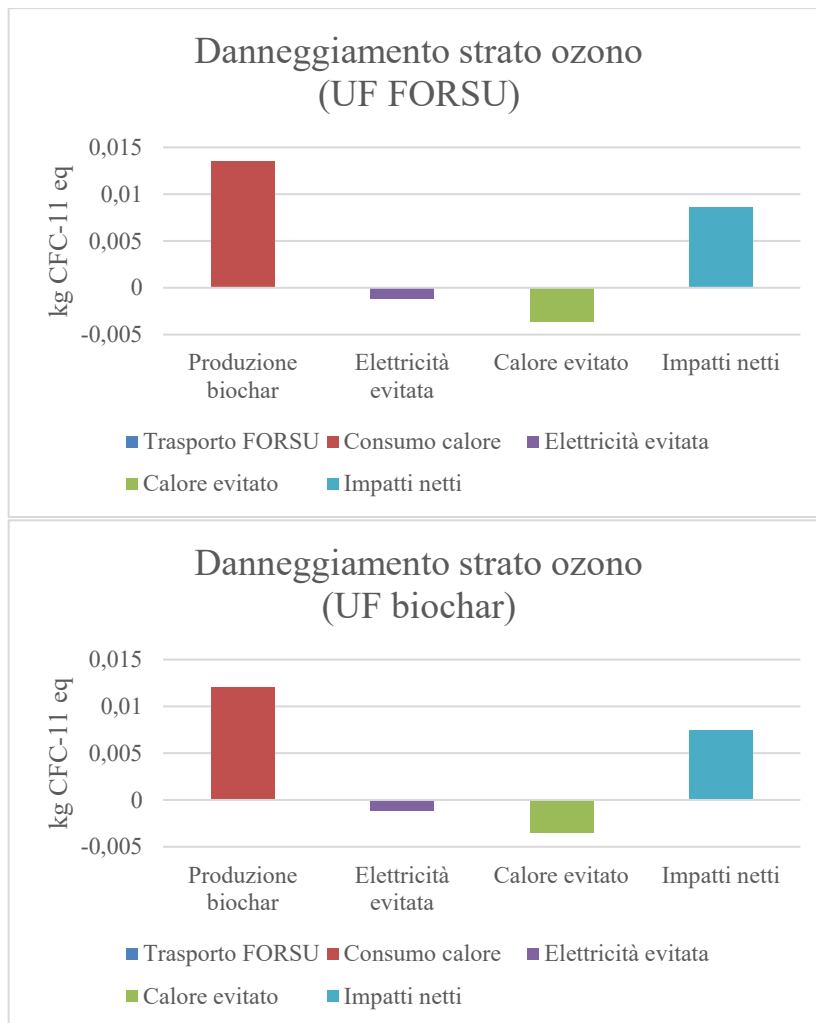 Danneggiamento strato ozono
(UF FORSU)
kg CFC-11 eq
0,015
0,01
0,005
0
-0,005
Produzione biochar
Elettricità evitata
Calore evitato
Impatti netti
Trasporto FORSU
Consumo calore
Elettricità evitata
Calore evitato
Impatti netti
Danneggiamento strato ozono
(UF biochar)
kg CFC-11 eq
0,015
0,01
0,005
0
-0,005
Produzione biochar
Elettricità evitata
Calore evitato
Impatti netti
Trasporto FORSU
Consumo calore
Elettricità evitata
Calore evitato
Impatti netti